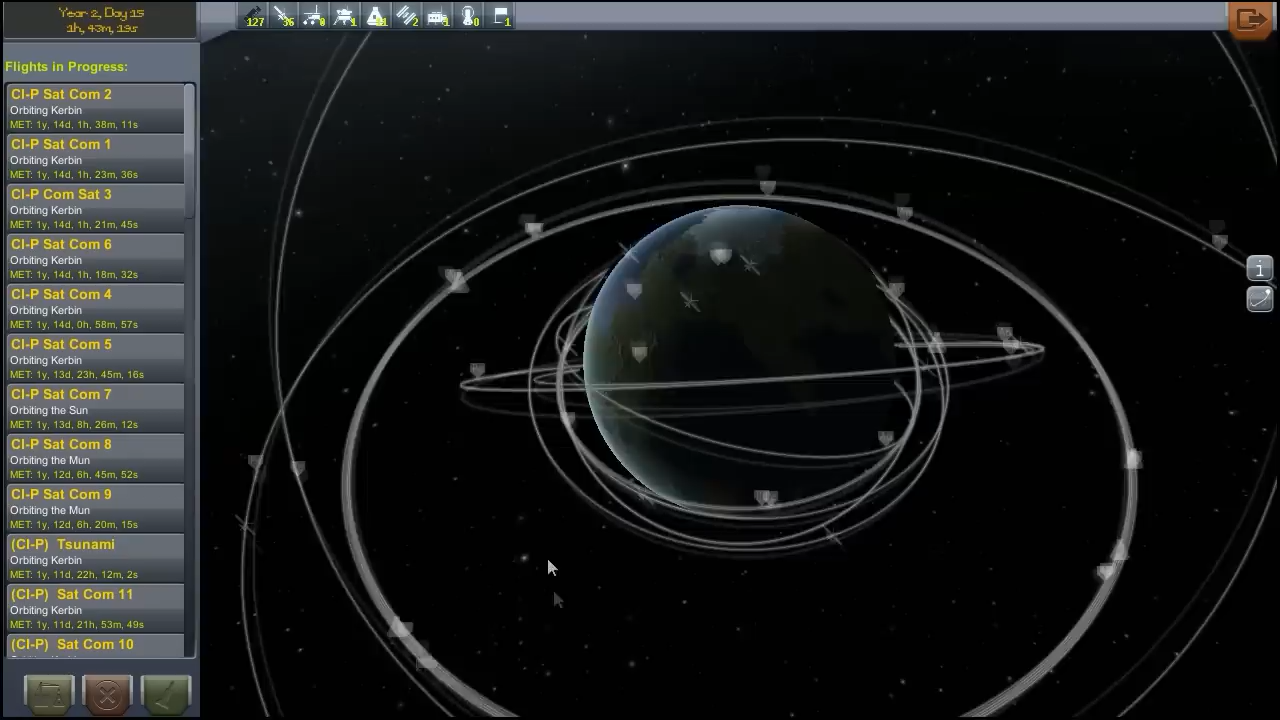 Year 2, Day 15
1h, 43m, 19s
127
36
0
1
2
0
1
Flights in Progress:
CI-P Sat Com 2
Orbiting Kerbin
MET: 1y, 14d, 1h, 38m, 11s
CI-P Sat Com 1
Orbiting Kerbin
MET: 1y, 14d, 1h, 23m, 36s
CI-P Com Sat 3
Orbiting Kerbin
MET: 1y, 14d, 1h, 21m, 45s
CI-P Sat Com 6
Orbiting Kerbin
MET: 1y, 14d, 1h, 18m, 32s
CI-P Sat Com 4
Orbiting Kerbin
MET: 1y, 14d, 0h, 58m, 57s
CI-P Sat Com 5
Orbiting Kerbin
MET: 1y, 13d, 23h, 45m, 16s
CI-P Sat Com 7
Orbiting the Sun
MET: 1y, 13d, 8h, 26m, 12s
CI-P Sat Com 8
Orbiting the Mun
MET: 1y, 12d, 6h, 45m, 52s
CI-P Sat Com 9
Orbiting the Mun
MET: 1y, 12d, 6h, 20m, 15s
(CI-P) Tsunami
Orbiting Kerbin
MET: 1y, 11d, 22h, 12m, 2s
(CI-P) Sat Com 11
Orbiting Kerbin
MET: 1y, 11d, 21h, 53m, 49s
(CI-P) Sat Com 10